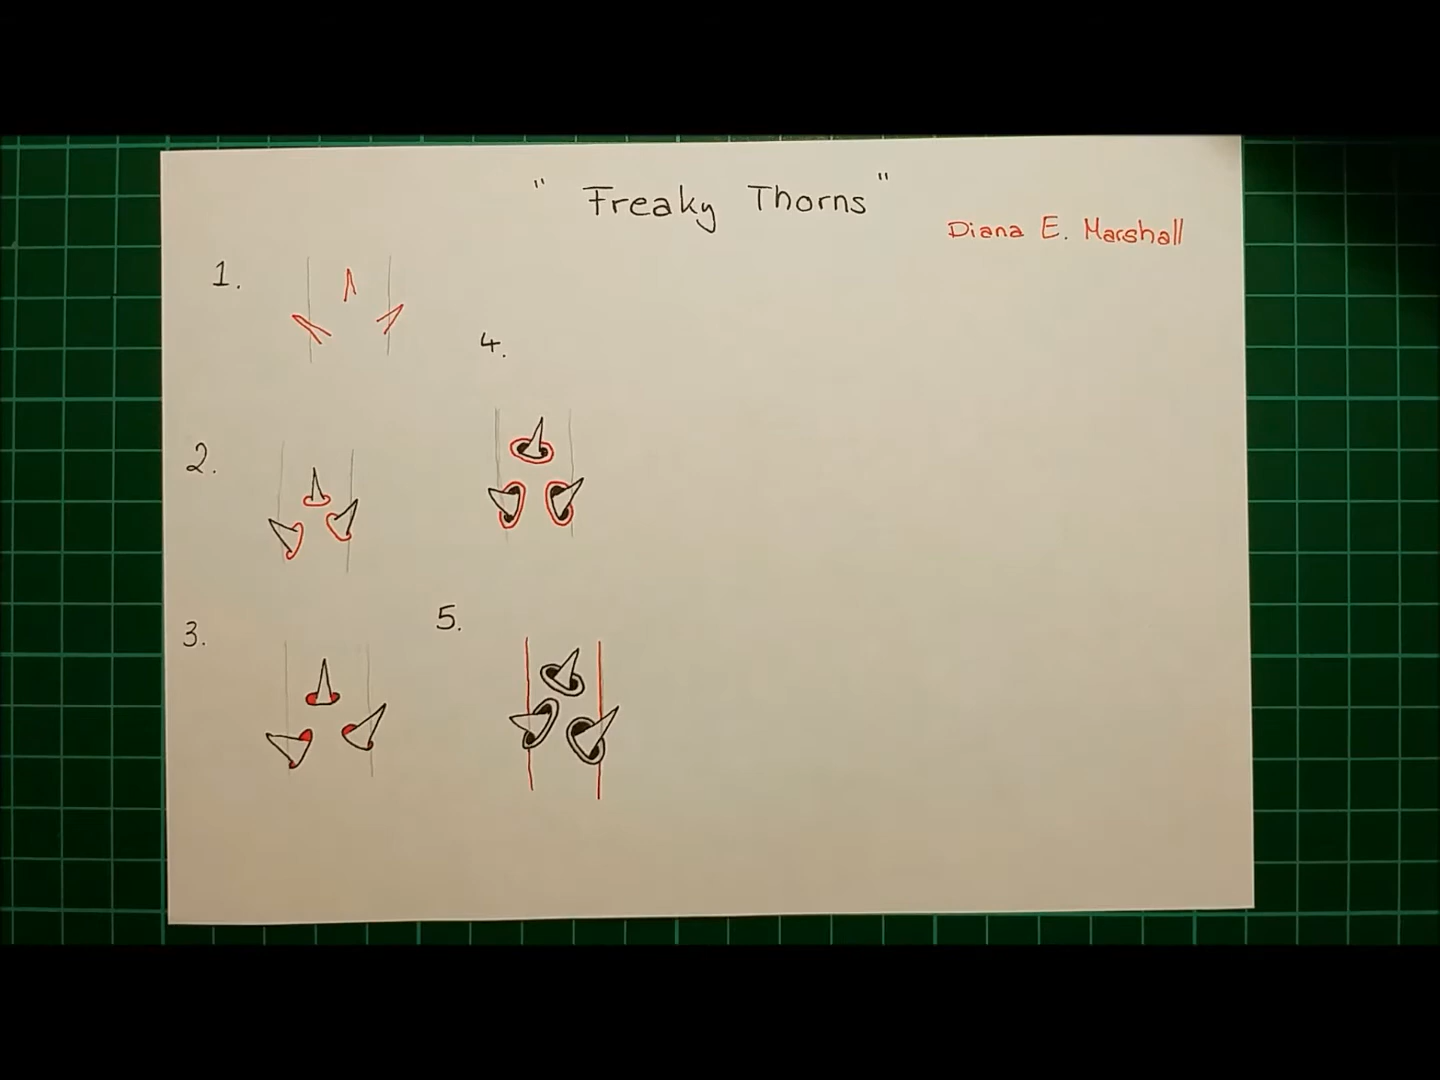 " Freaky Thorns "
Diana E. Marshall
1.
4.
2.
3.
5.